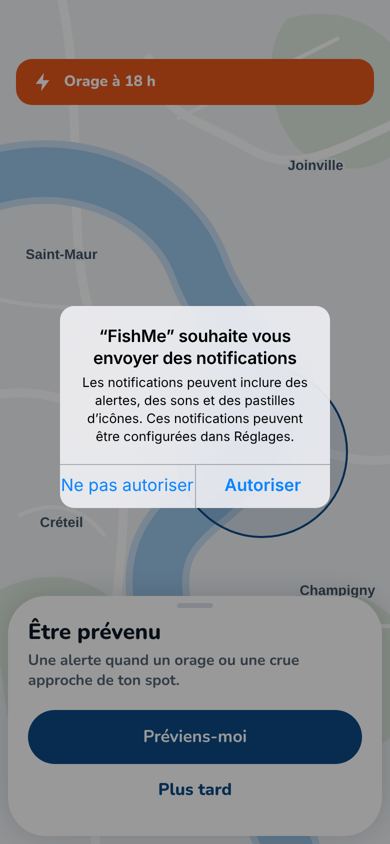 Orage à 18 h
Joinville
Saint-Maur
“FishMe” souhaite vous
envoyer des notifications
Les notifications peuvent inclure des
alertes, des sons et des pastilles
d’icônes. Ces notifications peuvent
être configurées dans Réglages.
Ne pas autoriser
Autoriser
Créteil
Champigny
Être prévenu
Une alerte quand un orage ou une crue
approche de ton spot.
Préviens-moi
Plus tard